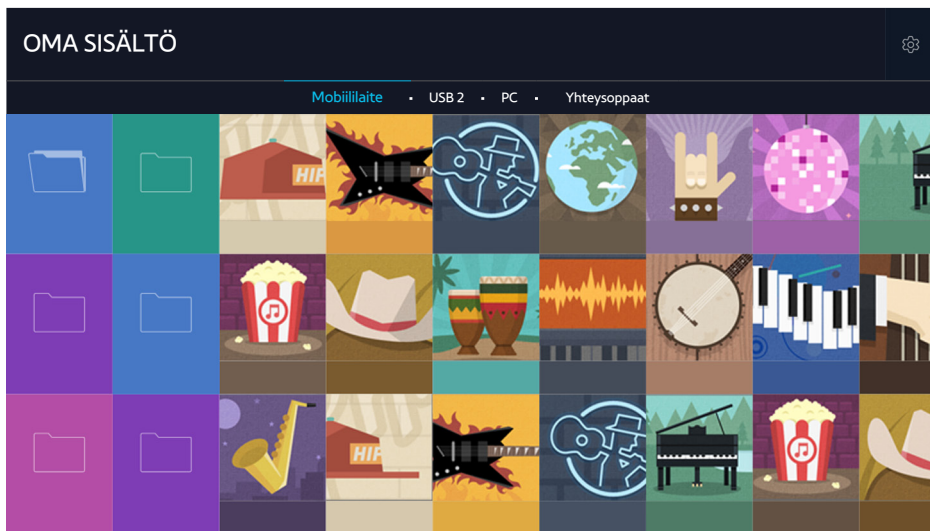 OMA SISÄLTÖ
Mobiililaite • USB 2 • PC • Yhteysoppaat
HIP
HIP